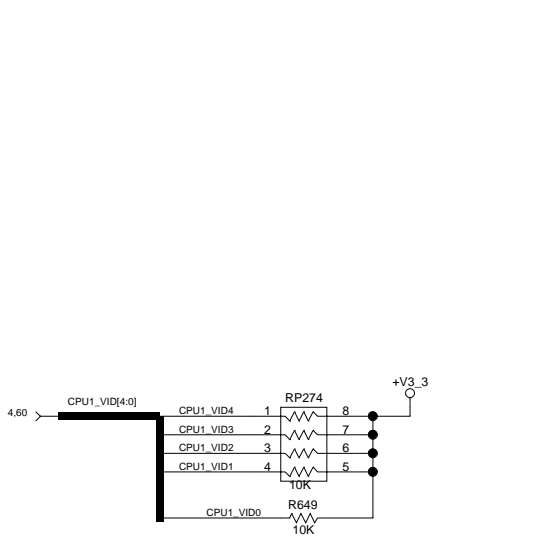 +V3_3
CPU1_VID[4:0]
RP274
4,60
CPU1_VID4 1 8
CPU1_VID3 2 7
CPU1_VID2 3 6
CPU1_VID1 4 5
10K
R649
CPU1_VID0
10K